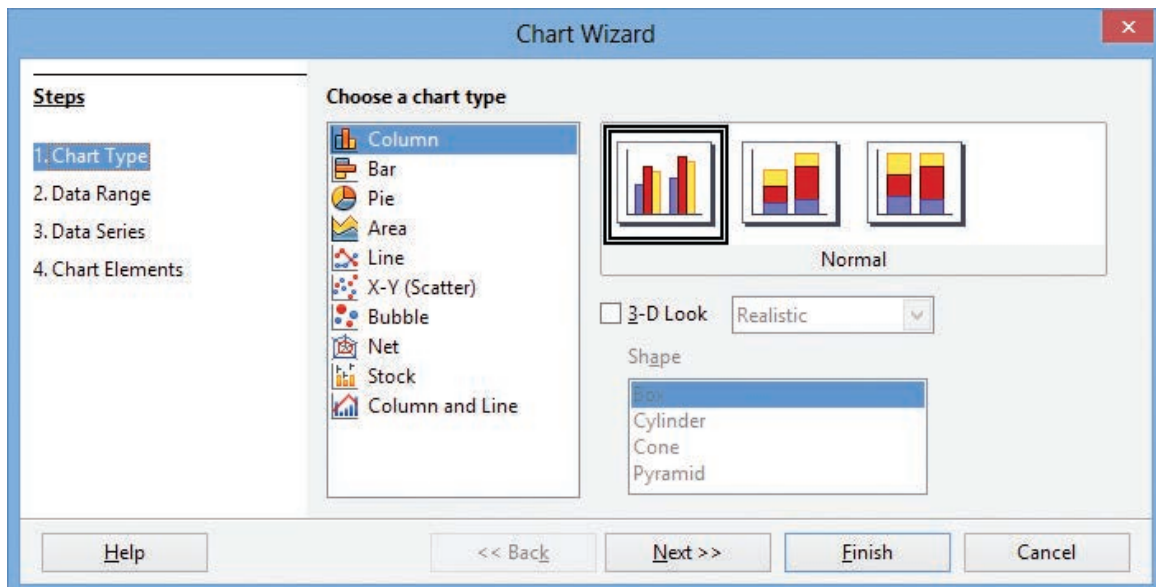 Chart Wizard
Steps
1. Chart Type
2. Data Range
3. Data Series
4. Chart Elements
Choose a chart type
Column
Bar
Pie
Area
Line
X-Y (Scatter)
Bubble
Net
Stock
Column and Line
Normal
3-D Look
Realistic
Shape
Box
Cylinder
Cone
Pyramid
Help
<< Back
Next >>
Finish
Cancel